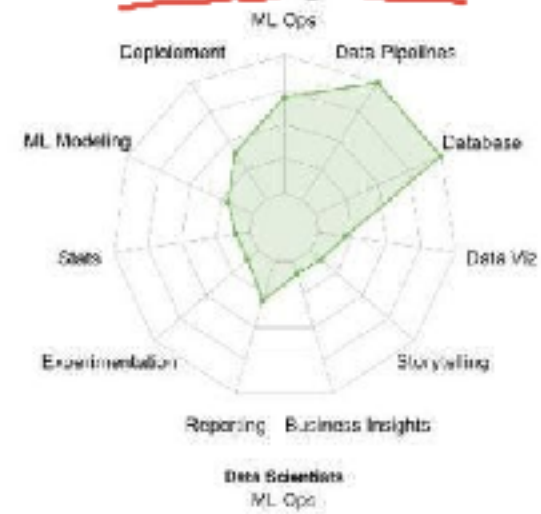 ML Ops
Deploiement
Data Pipelines
ML Modeling
Database
Stats
Data Viz
Experimentation
Storytelling
Reporting
Business Insights
Data Scientists
ML Ops